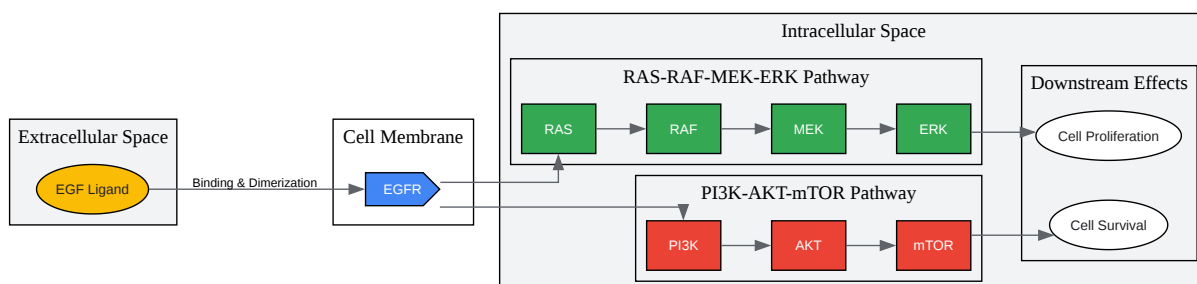 Intracellular Space
RAS-RAF-MEK-ERK Pathway
Downstream Effects
Extracellular Space
Cell Membrane
RAS
RAF
MEK
ERK
Cell Proliferation
EGF Ligand
Binding & Dimerization
EGFR
PI3K-AKT-mTOR Pathway
PI3K
AKT
mTOR
Cell Survival